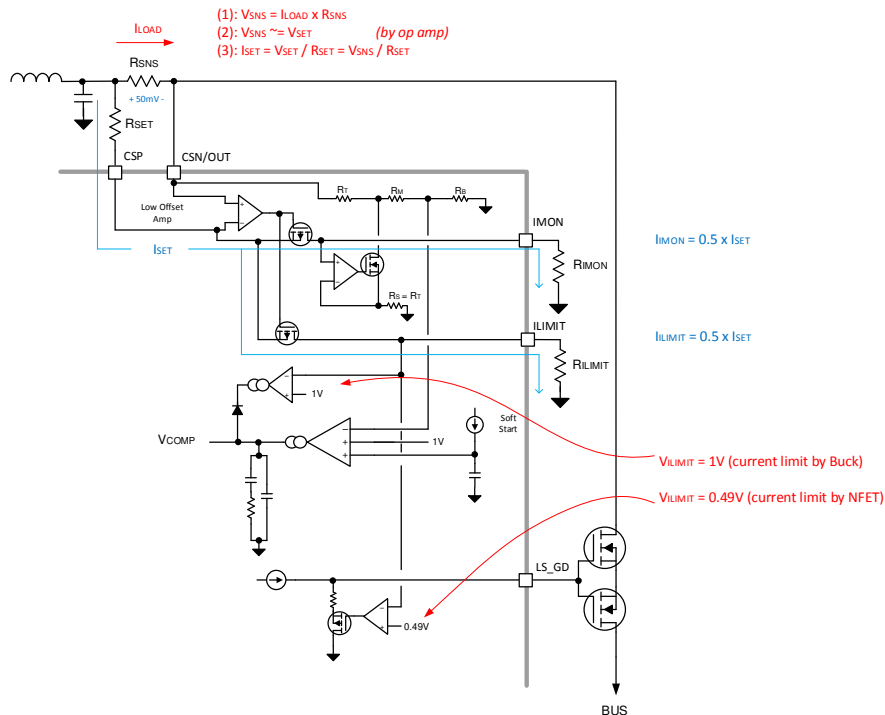 (1): VSNS = ILOAD x RSNS
(2): VSNS ~= VSET (by op amp)
(3): ISET = VSET / RSET = VSNS / RSET
ILOAD
RSNS
+ 50mV -
RSET
CSP
CSN/OUT
RT
RM
RB
Low Offset
Amp
+
−
IMON
ISET
IIMON = 0.5 x ISET
RIMON
+
−
RS = RT
ILIMIT
IILIMIT = 0.5 x ISET
RILIMIT
−
+
1V
Soft
Start
VCOMP
−
+
1V
+
VILIMIT = 1V (current limit by Buck)
VILIMIT = 0.49V (current limit by NFET)
LS_GD
−
+
0.49V
BUS